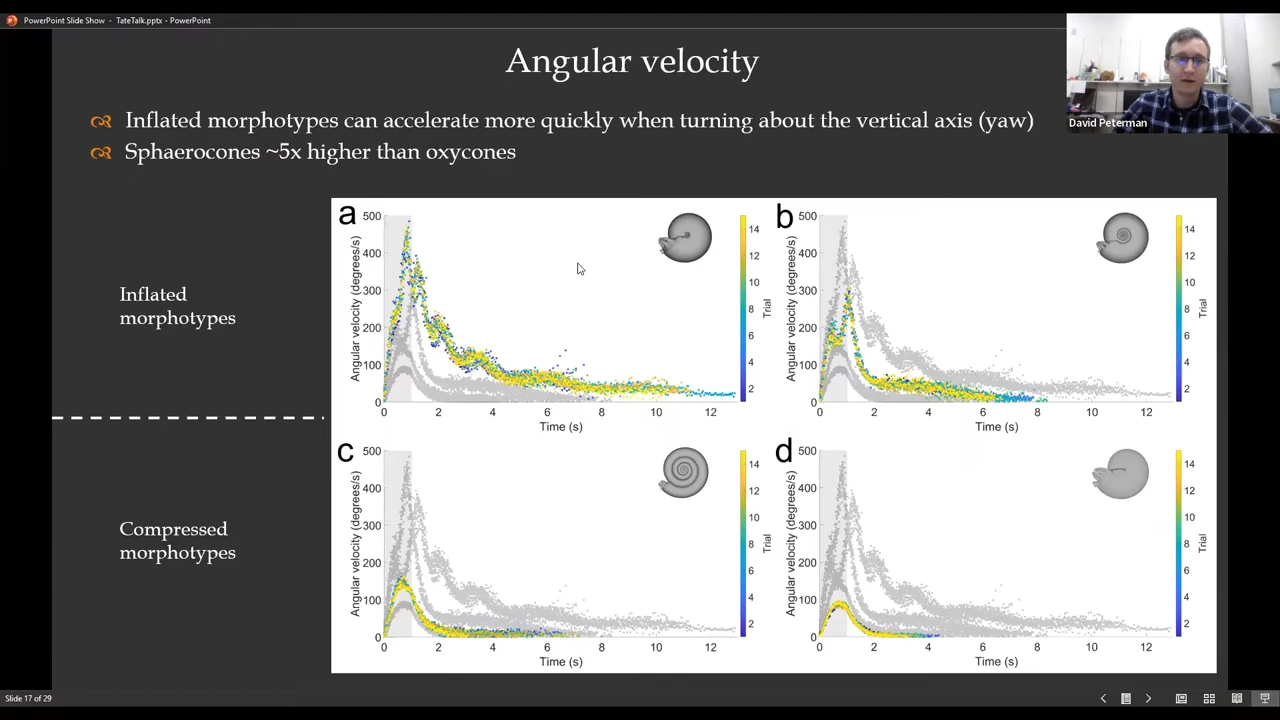 PowerPoint Slide Show - TateTalk.pptx - PowerPoint
Angular velocity
Inflated morphotypes can accelerate more quickly when turning about the vertical axis (yaw)
Sphaerocones ~5x higher than oxycones
David Peterman
Inflated
morphotypes
Compressed
morphotypes
a
500
400
300
200
100
0
Angular velocity (degrees/s)
0 2 4 6 8 10 12
Time (s)
14
12
10
8
6
4
2
Trial
b
500
400
300
200
100
0
Angular velocity (degrees/s)
0 2 4 6 8 10 12
Time (s)
14
12
10
8
6
4
2
Trial
c
500
400
300
200
100
0
Angular velocity (degrees/s)
0 2 4 6 8 10 12
Time (s)
14
12
10
8
6
4
2
Trial
d
500
400
300
200
100
0
Angular velocity (degrees/s)
0 2 4 6 8 10 12
Time (s)
14
12
10
8
6
4
2
Trial
Slide 17 of 29